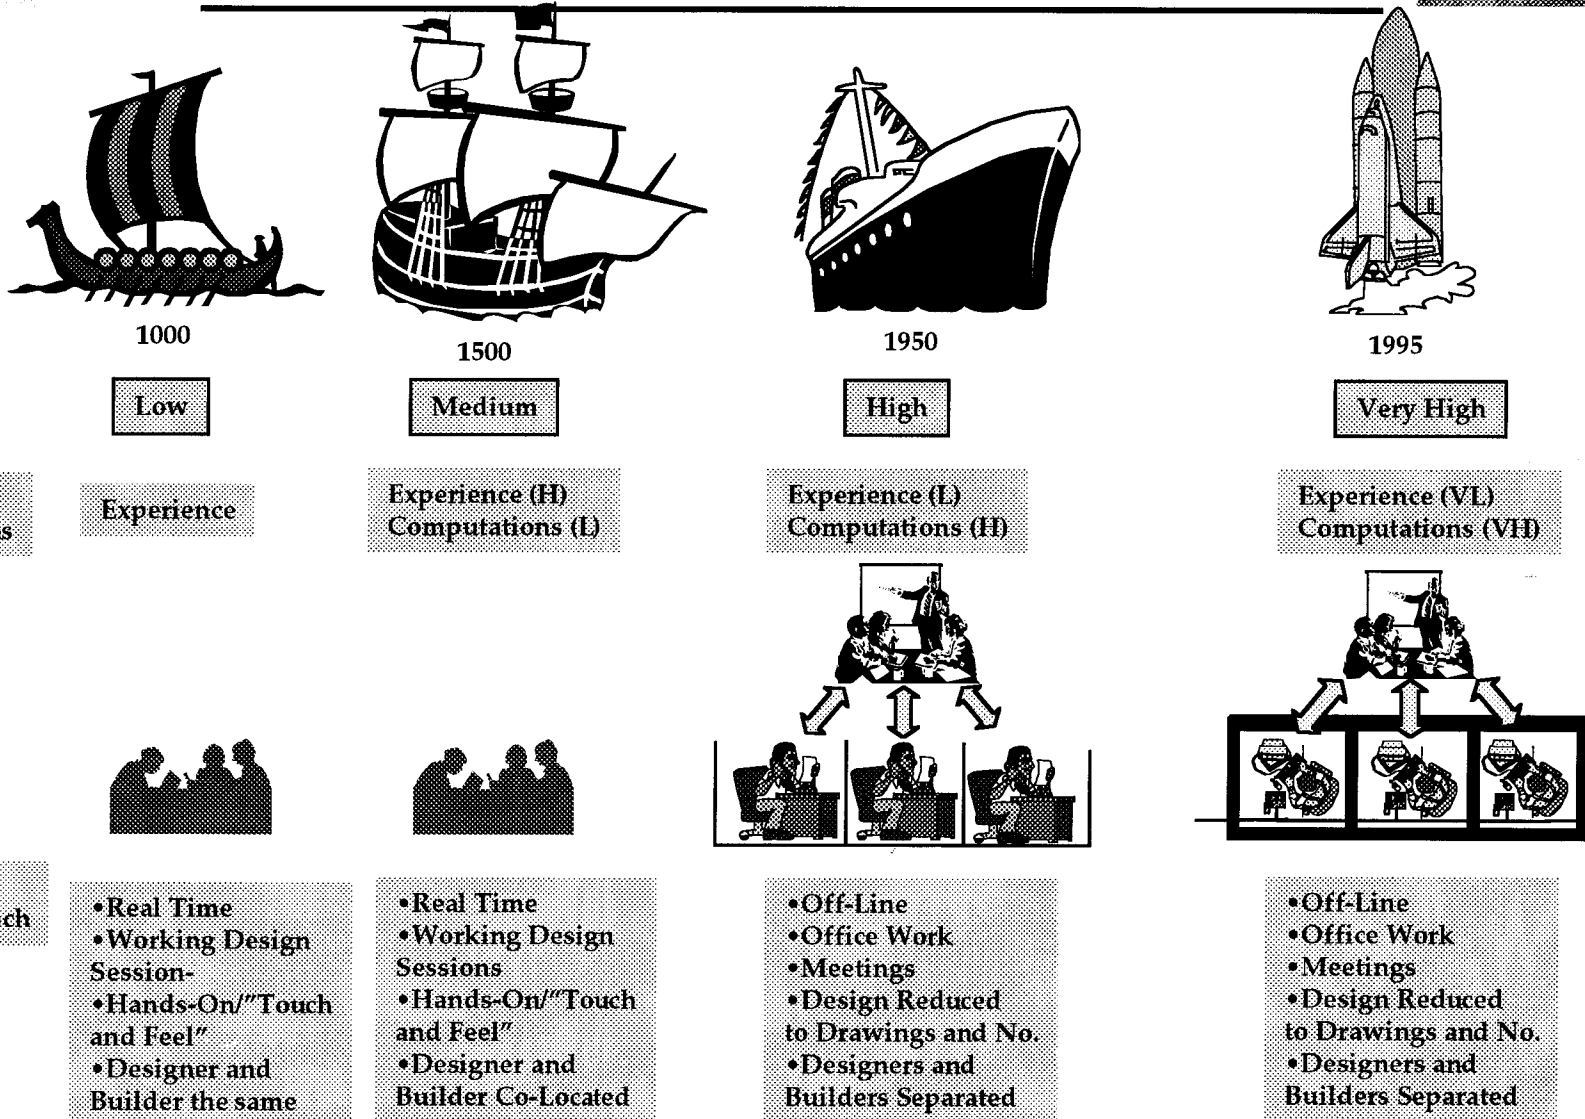 1000
1500
1950
1995
Low
Medium
High
Very High
Experience
Experience (H)
Computations (L)
Experience (L)
Computations (H)
Experience (VL)
Computations (VH)
•Real Time
•Working Design
Session-
•Hands-On/"Touch
and Feel"
•Designer and
Builder the same
•Real Time
•Working Design
Sessions
•Hands-On/"Touch
and Feel"
•Designer and
Builder Co-Located
•Off-Line
•Office Work
•Meetings
•Design Reduced
to Drawings and No.
•Designers and
Builders Separated
•Off-Line
•Office Work
•Meetings
•Design Reduced
to Drawings and No.
•Designers and
Builders Separated